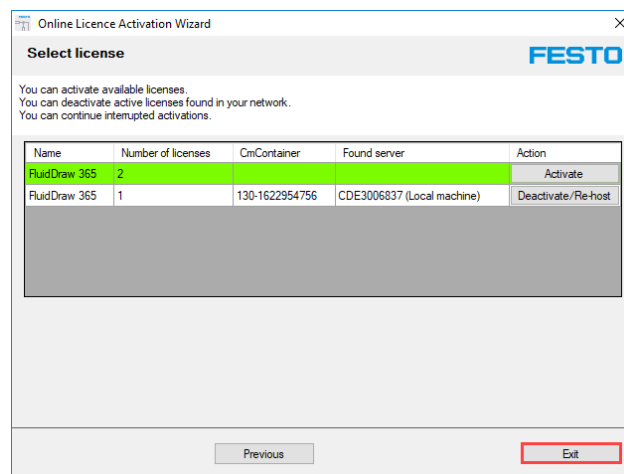 Online Licence Activation Wizard
Select license
FESTO
You can activate available licenses.
You can deactivate active licenses found in your network.
You can continue interrupted activations.
Name Number of licenses CmContainer Found server Action
FluidDraw 365 2 Activate
FluidDraw 365 1 130-1622954756 CDE3006837 (Local machine) Deactivate/Re-host
Previous Exit